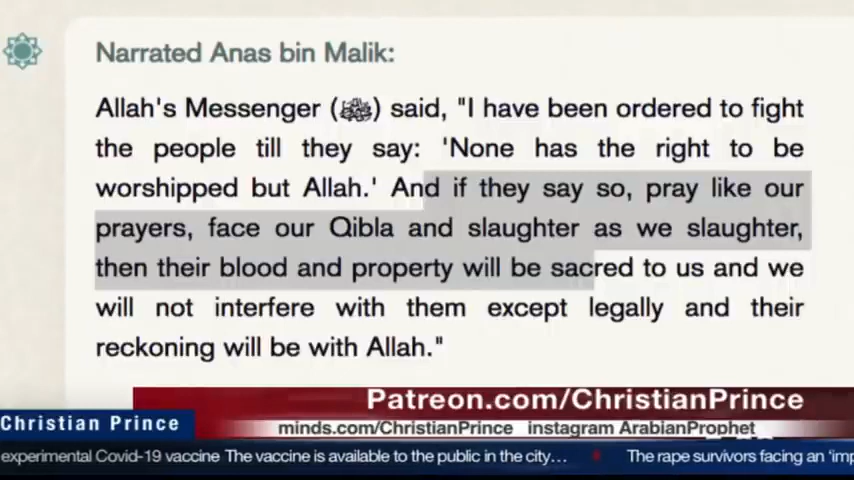 Narrated Anas bin Malik:
Allah's Messenger (ﷺ) said, "I have been ordered to fight
the people till they say: 'None has the right to be
worshipped but Allah.' And if they say so, pray like our
prayers, face our Qibla and slaughter as we slaughter,
then their blood and property will be sacred to us and we
will not interfere with them except legally and their
reckoning will be with Allah."
Patreon.com/ChristianPrince
Christian Prince
minds.com/ChristianPrince instagram ArabianProphet
experimental Covid-19 vaccine The vaccine is available to the public in the city... The rape survivors facing an